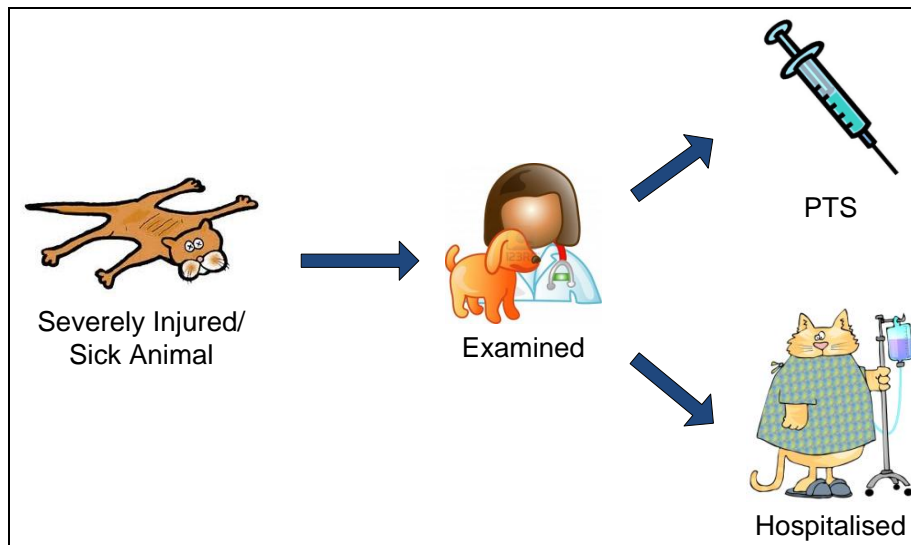 Severely Injured/
Sick Animal
Examined
PTS
Hospitalised